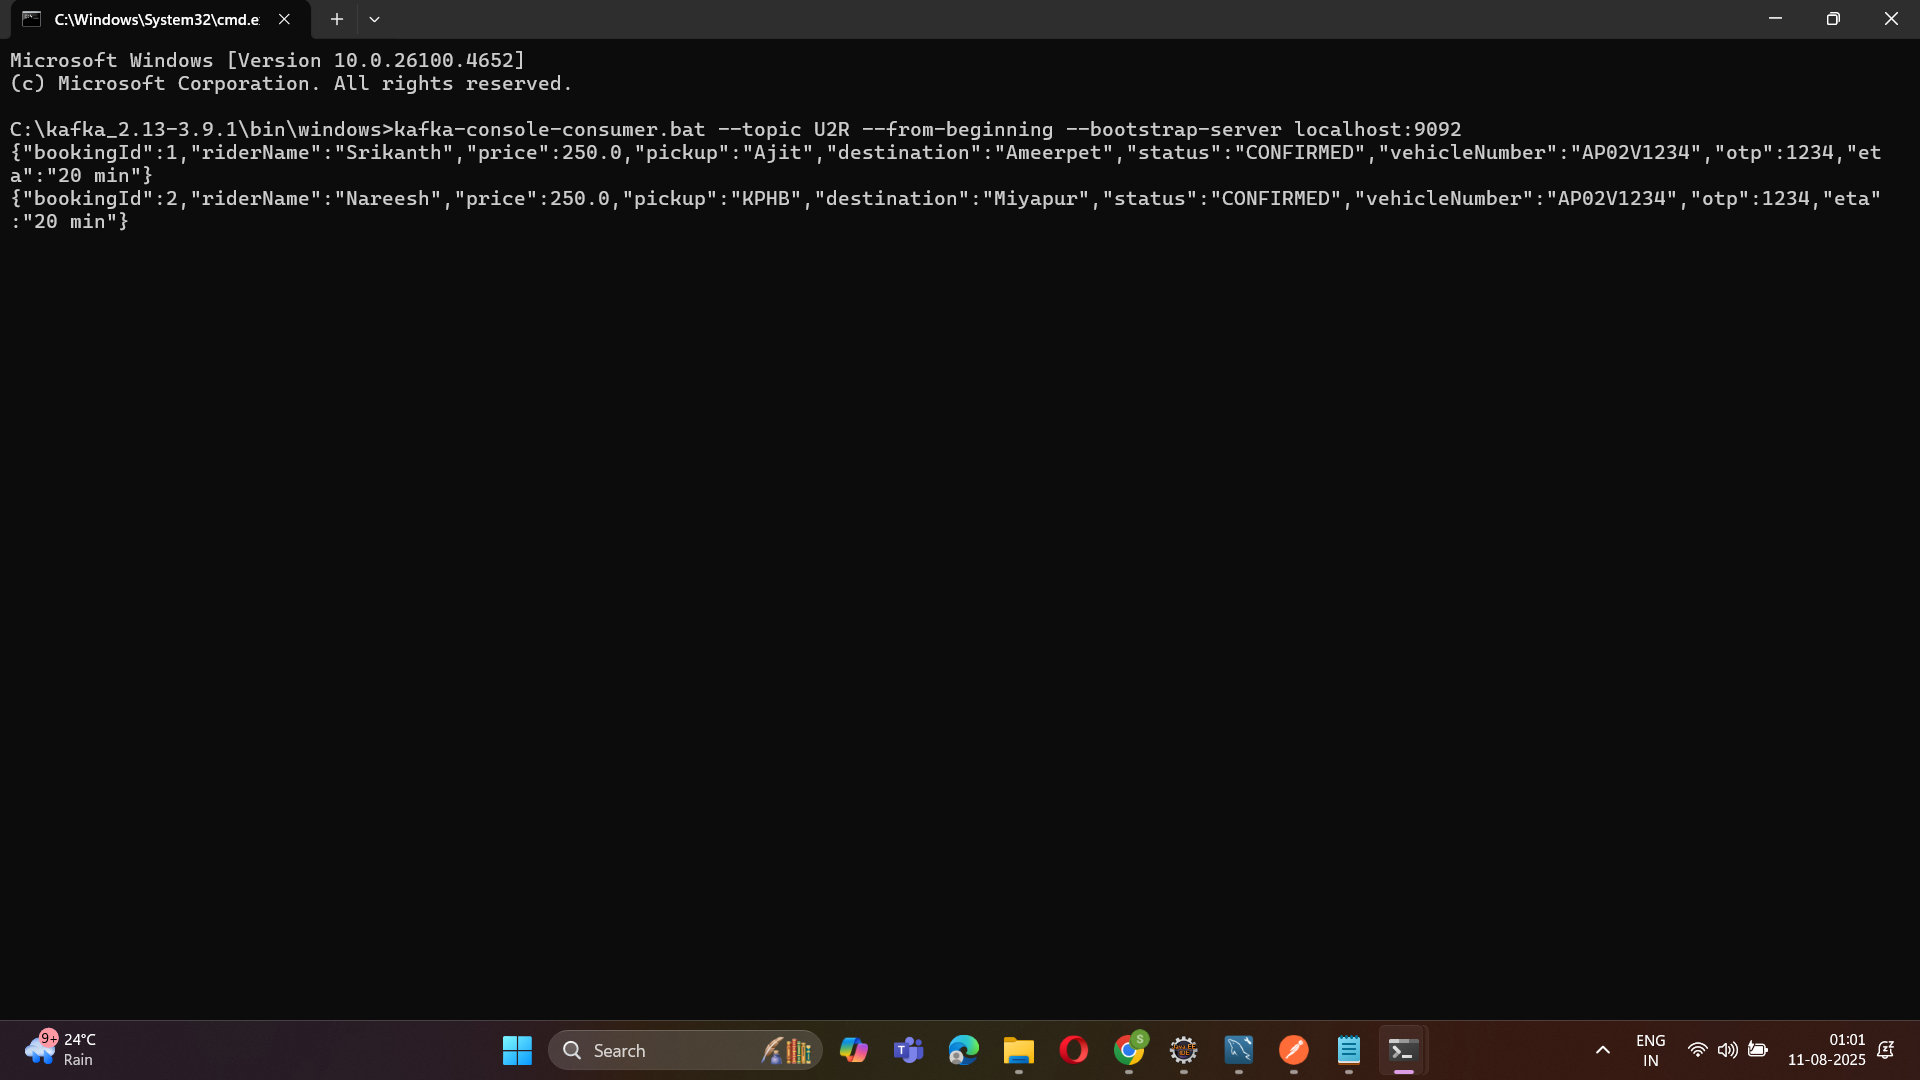 C:\Windows\System32\cmd.e
Microsoft Windows [Version 10.0.26100.4652]
(c) Microsoft Corporation. All rights reserved.
C:\kafka_2.13-3.9.1\bin\windows>kafka-console-consumer.bat --topic U2R --from-beginning --bootstrap-server localhost:9092
{"bookingId":1,"riderName":"Srikanth","price":250.0,"pickup":"Ajit","destination":"Ameerpet","status":"CONFIRMED","vehicleNumber":"AP02V1234","otp":1234,"et
a":"20 min"}
{"bookingId":2,"riderName":"Nareesh","price":250.0,"pickup":"KPHB","destination":"Miyapur","status":"CONFIRMED","vehicleNumber":"AP02V1234","otp":1234,"eta"
:"20 min"}
9+
24°C
Rain
Search
T
S
Java EE
IDE
ENG
IN
01:01
11-08-2025